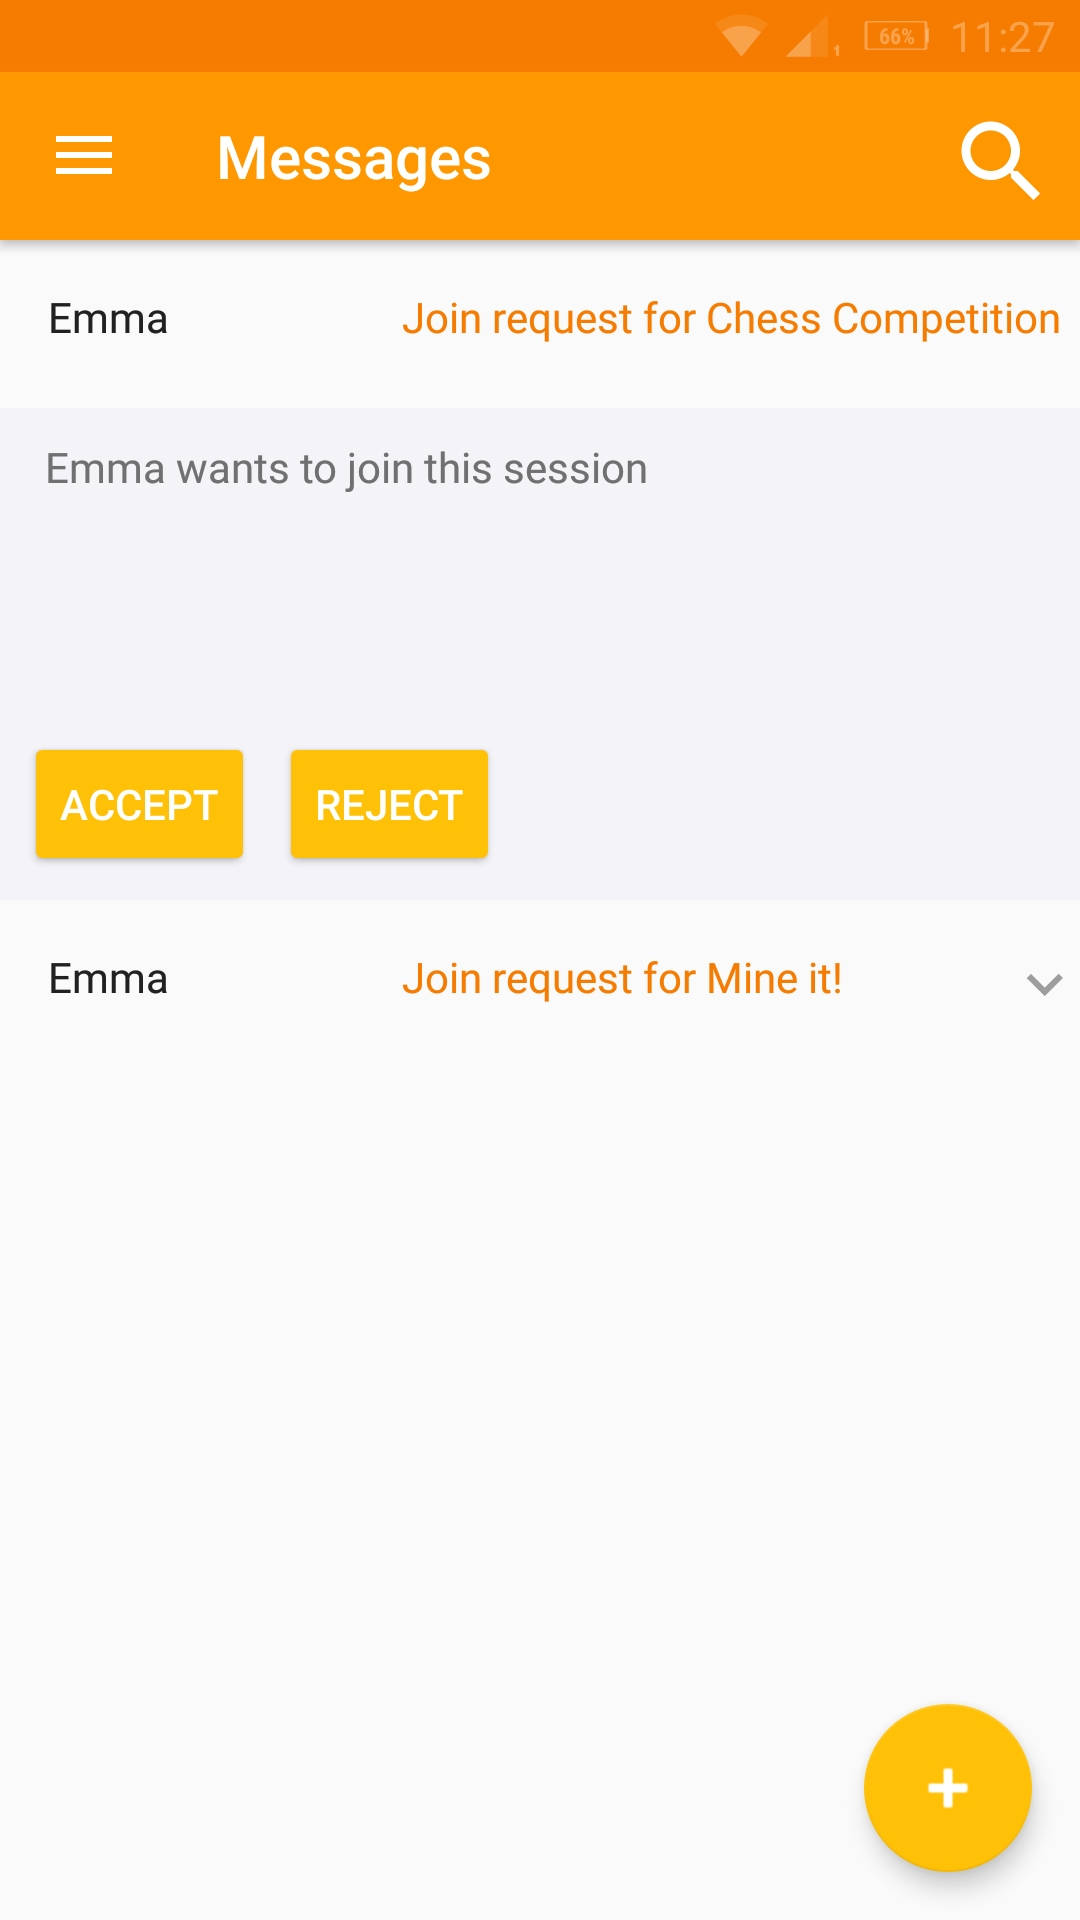 66% 11:27
Messages
Emma Join request for Chess Competition
Emma wants to join this session
ACCEPT REJECT
Emma Join request for Mine it!